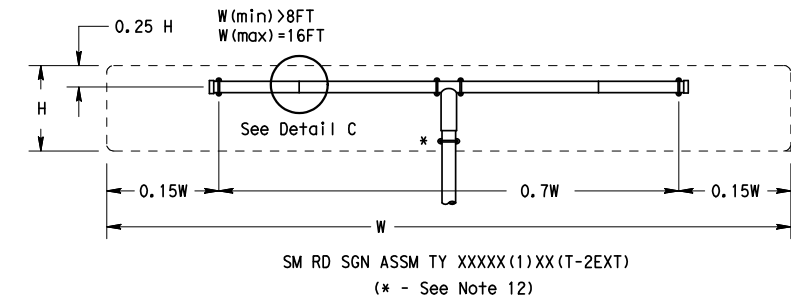 W(min)>8FT
0.25 H
W(max)=16FT
H
See Detail C
*
0.15W
0.7W
0.15W
W
SM RD SGN ASSM TY XXXXX(1)XX(T-2EXT)
(* - See Note 12)